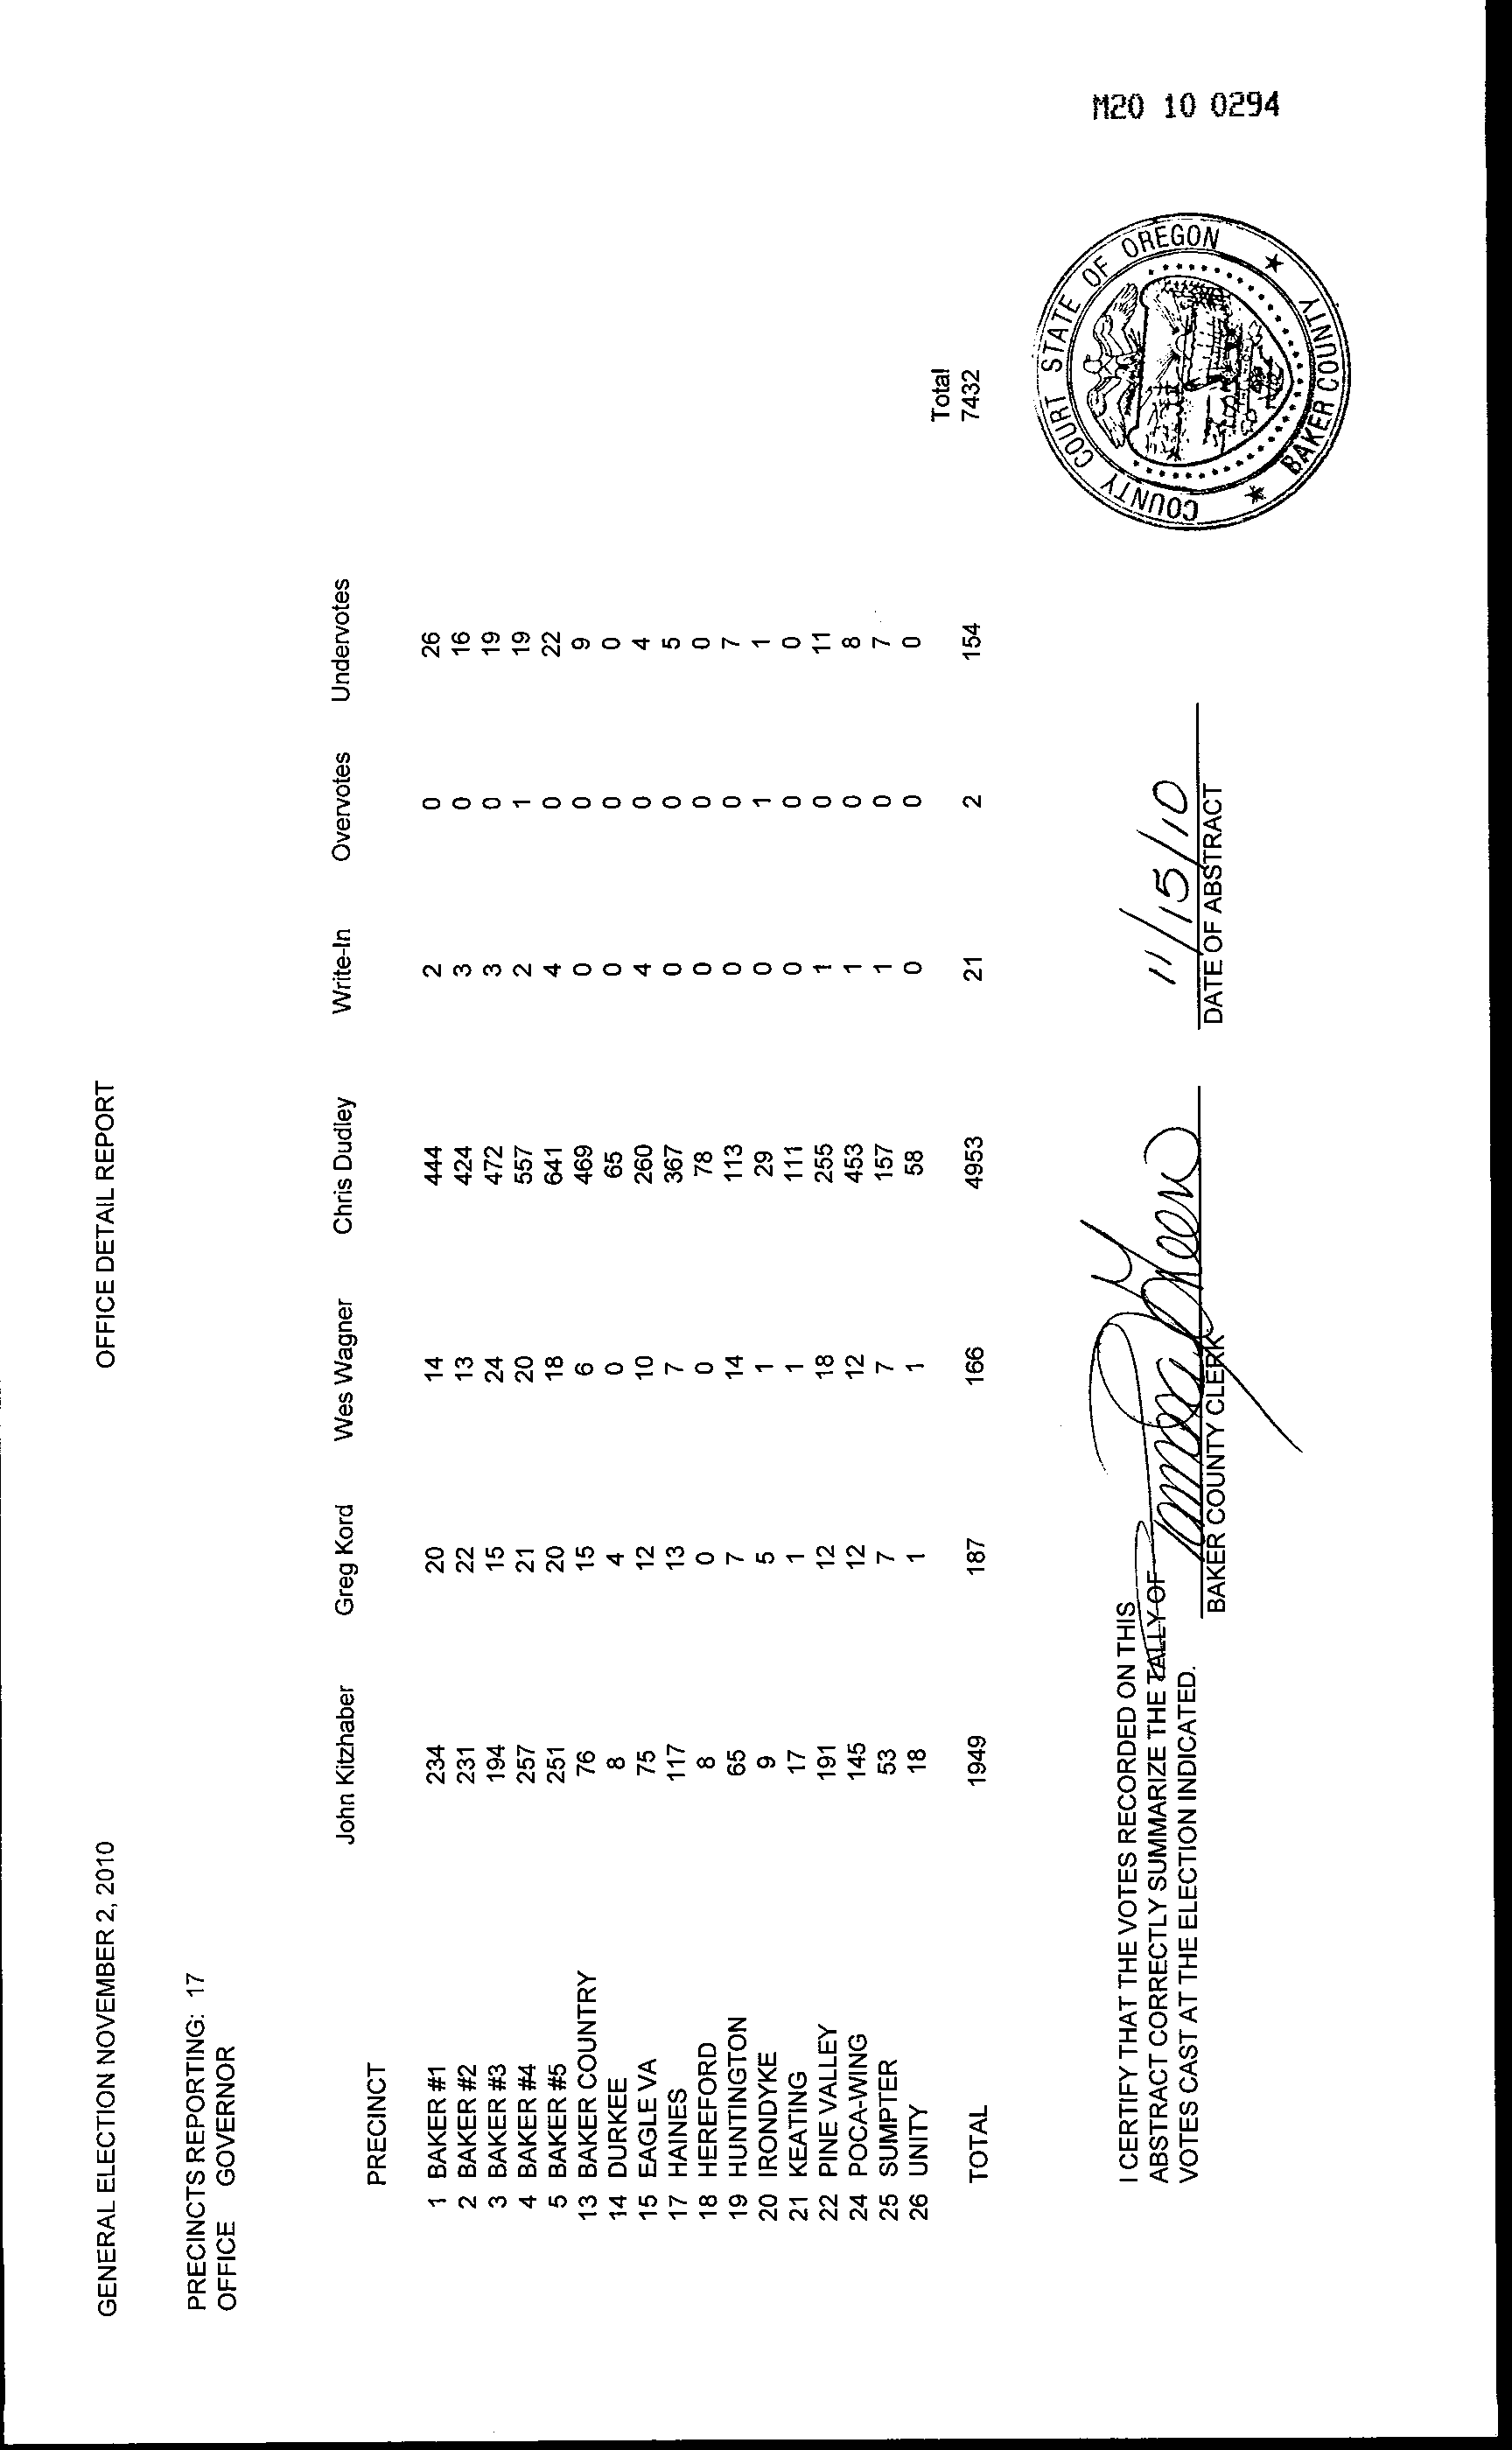 GENERAL ELECTION NOVEMBER 2, 2010 OFFICE DETAIL REPORT
PRECINCTS REPORTING: 17
OFFICE GOVERNOR
John Kitzhaber Greg Kord Wes Wagner Chris Dudley Write-In Overvotes Undervotes
PRECINCT
1 BAKER #1 234 20 14 444 2 0 26
2 BAKER #2 231 22 13 424 3 0 16
3 BAKER #3 194 15 24 472 3 0 19
4 BAKER #4 257 21 20 557 2 1 19
5 BAKER #5 251 20 18 641 4 0 22
13 BAKER COUNTRY 76 15 6 469 0 0 9
14 DURKEE 8 4 0 65 0 0 0
15 EAGLE VA 75 12 10 260 4 0 4
17 HAINES 117 13 7 367 0 0 5
18 HEREFORD 8 0 0 78 0 0 0
19 HUNTINGTON 65 7 14 113 0 0 7
20 IRONDYKE 9 5 1 29 0 1 1
21 KEATING 17 1 1 111 0 0 0
22 PINE VALLEY 191 12 18 255 1 0 11
24 POCA-WING 145 12 12 453 1 0 8
25 SUMPTER 53 7 7 157 1 0 7
26 UNITY 18 1 1 58 0 0 0
Total
TOTAL 1949 187 166 4953 21 2 154 7432
I CERTIFY THAT THE VOTES RECORDED ON THIS
ABSTRACT CORRECTLY SUMMARIZE THE TALLY OF
VOTES CAST AT THE ELECTION INDICATED.
Tamara Green 11/15/10
BAKER COUNTY CLERK DATE OF ABSTRACT
COUNTY COURT STATE OF OREGON
★ BAKER COUNTY ★
M20 10 0294